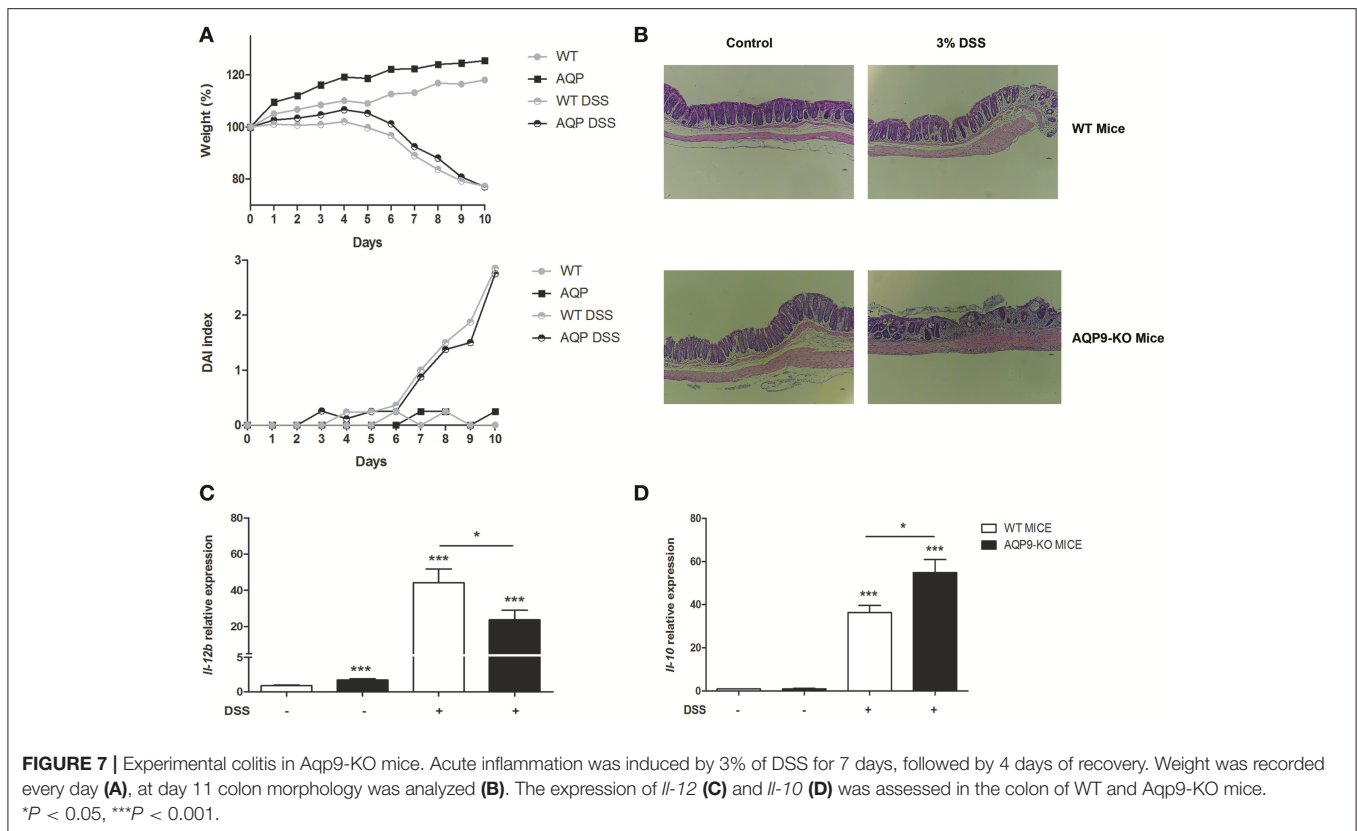 A
WT
AQP
WT DSS
AQP DSS
120
100
80
Weight (%)
0 1 2 3 4 5 6 7 8 9 10
Days
3
2
1
0
DAI index
WT
AQP
WT DSS
AQP DSS
0 1 2 3 4 5 6 7 8 9 10
Days
B
Control 3% DSS
WT Mice
AQP9-KO Mice
C
80
60
40
20
5
5
0
Il-12b relative expression
***
***
***
*
DSS - - + +
D
80
60
40
20
0
Il-10 relative expression
***
***
*
WT MICE
AQP9-KO MICE
DSS - - + +
FIGURE 7 | Experimental colitis in Aqp9-KO mice. Acute inflammation was induced by 3% of DSS for 7 days, followed by 4 days of recovery. Weight was recorded
every day (A), at day 11 colon morphology was analyzed (B). The expression of Il-12 (C) and Il-10 (D) was assessed in the colon of WT and Aqp9-KO mice.
*P < 0.05, ***P < 0.001.